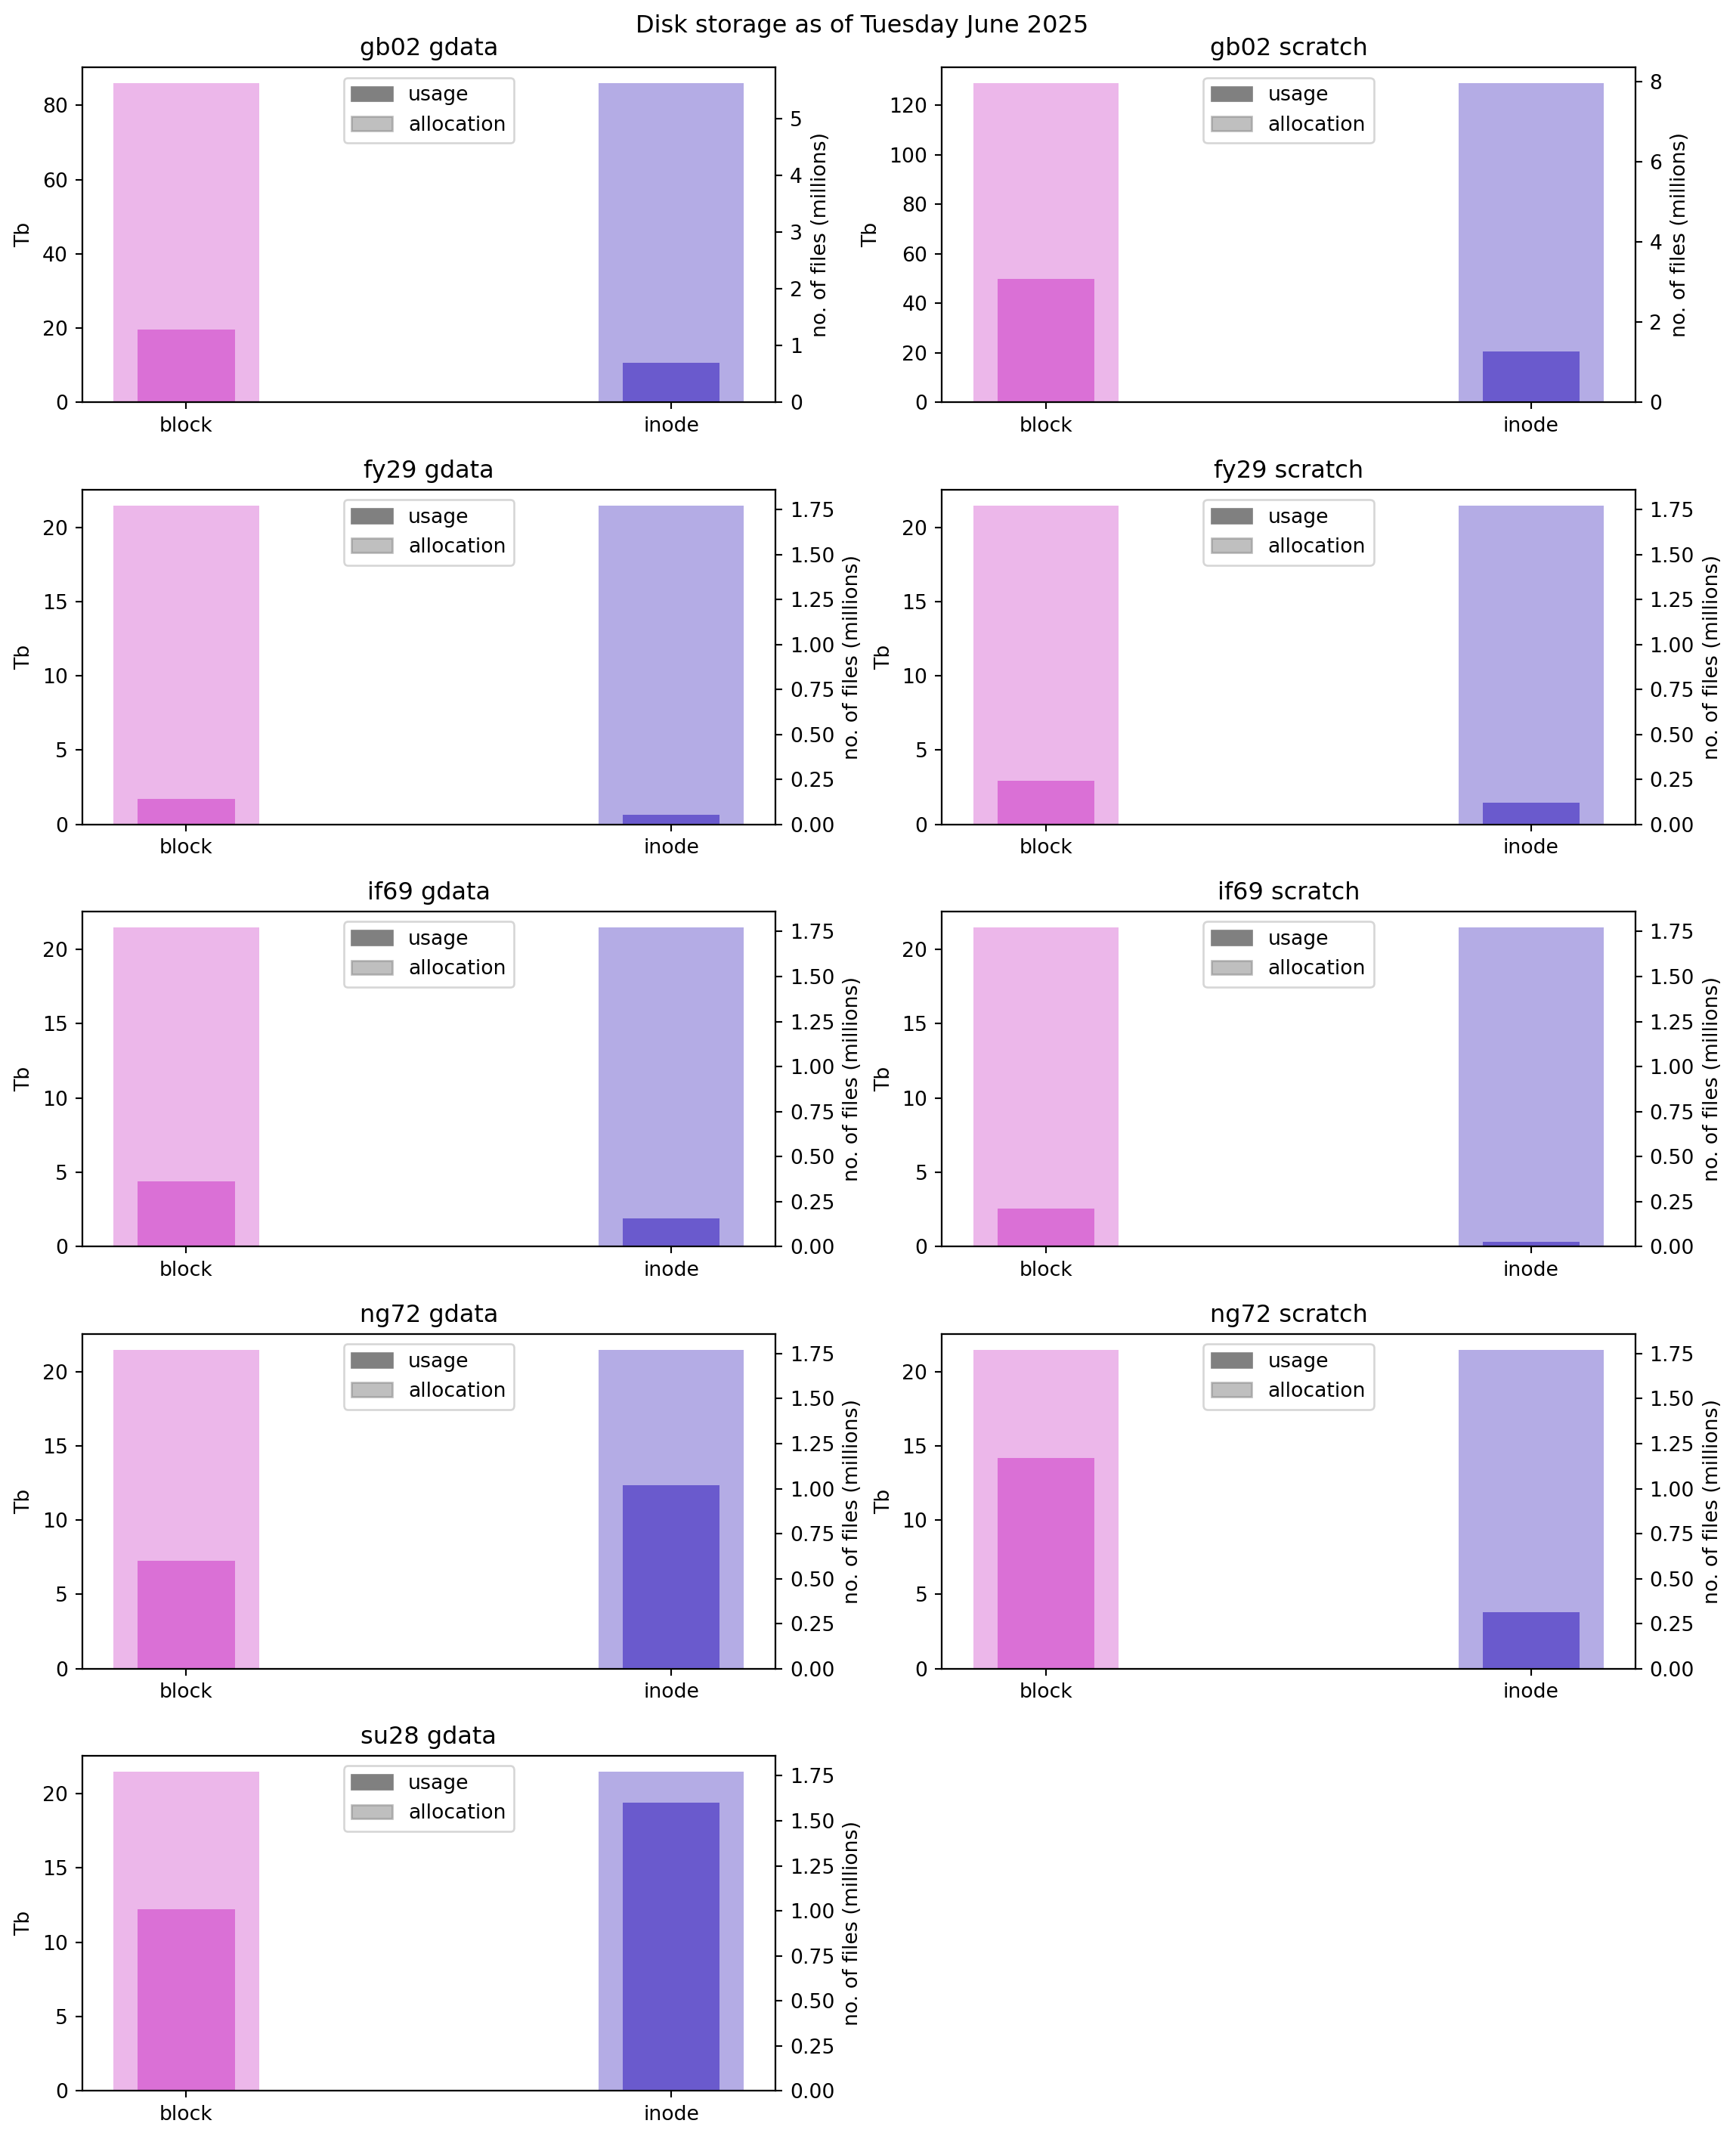 Disk storage as of Tuesday June 2025
gb02 gdata
usage
allocation
80
60
40
20
0
Tb
5
4
3
2
1
0
no. of files (millions)
block
inode
gb02 scratch
usage
allocation
120
100
80
60
40
20
0
Tb
8
6
4
2
0
no. of files (millions)
block
inode
fy29 gdata
usage
allocation
20
15
10
5
0
Tb
1.75
1.50
1.25
1.00
0.75
0.50
0.25
0.00
no. of files (millions)
block
inode
fy29 scratch
usage
allocation
20
15
10
5
0
Tb
1.75
1.50
1.25
1.00
0.75
0.50
0.25
0.00
no. of files (millions)
block
inode
if69 gdata
usage
allocation
20
15
10
5
0
Tb
1.75
1.50
1.25
1.00
0.75
0.50
0.25
0.00
no. of files (millions)
block
inode
if69 scratch
usage
allocation
20
15
10
5
0
Tb
1.75
1.50
1.25
1.00
0.75
0.50
0.25
0.00
no. of files (millions)
block
inode
ng72 gdata
usage
allocation
20
15
10
5
0
Tb
1.75
1.50
1.25
1.00
0.75
0.50
0.25
0.00
no. of files (millions)
block
inode
ng72 scratch
usage
allocation
20
15
10
5
0
Tb
1.75
1.50
1.25
1.00
0.75
0.50
0.25
0.00
no. of files (millions)
block
inode
su28 gdata
usage
allocation
20
15
10
5
0
Tb
1.75
1.50
1.25
1.00
0.75
0.50
0.25
0.00
no. of files (millions)
block
inode